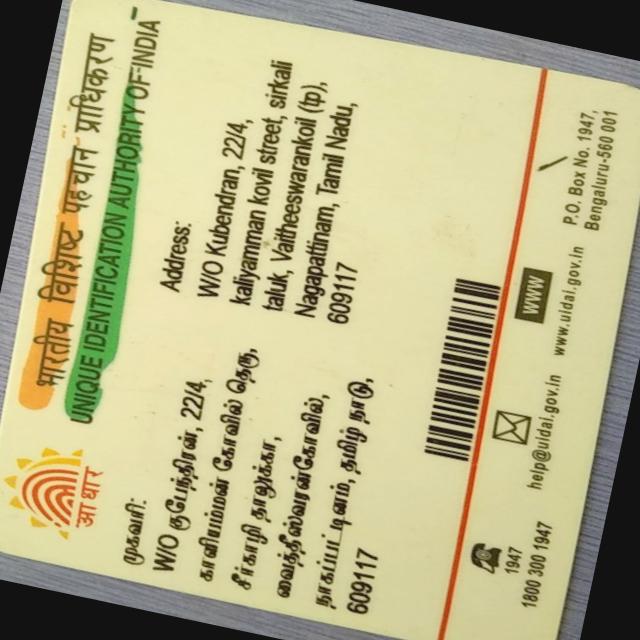 भारतीय विशिष्ट पहचान प्राधिकरण
UNIQUE IDENTIFICATION AUTHORITY OF INDIA
आधार
முகவரி:
W/O குபேந்திரன், 22/4,
காளியம்மன் கோவில் தெரு,
சீர்காழி தாலுக்கா,
வைத்தீஸ்வரன்கோவில்,
நாகப்பட்டினம், தமிழ் நாடு,
609117
Address:
W/O Kubendran, 22/4,
kaliyamman kovil street, sirkali
taluk, Vaitheeswarankoil (tp),
Nagapattinam, Tamil Nadu,
609117
1947
1800 300 1947
help@uidai.gov.in
WWW
www.uidai.gov.in
P.O. Box No. 1947,
Bengaluru-560 001